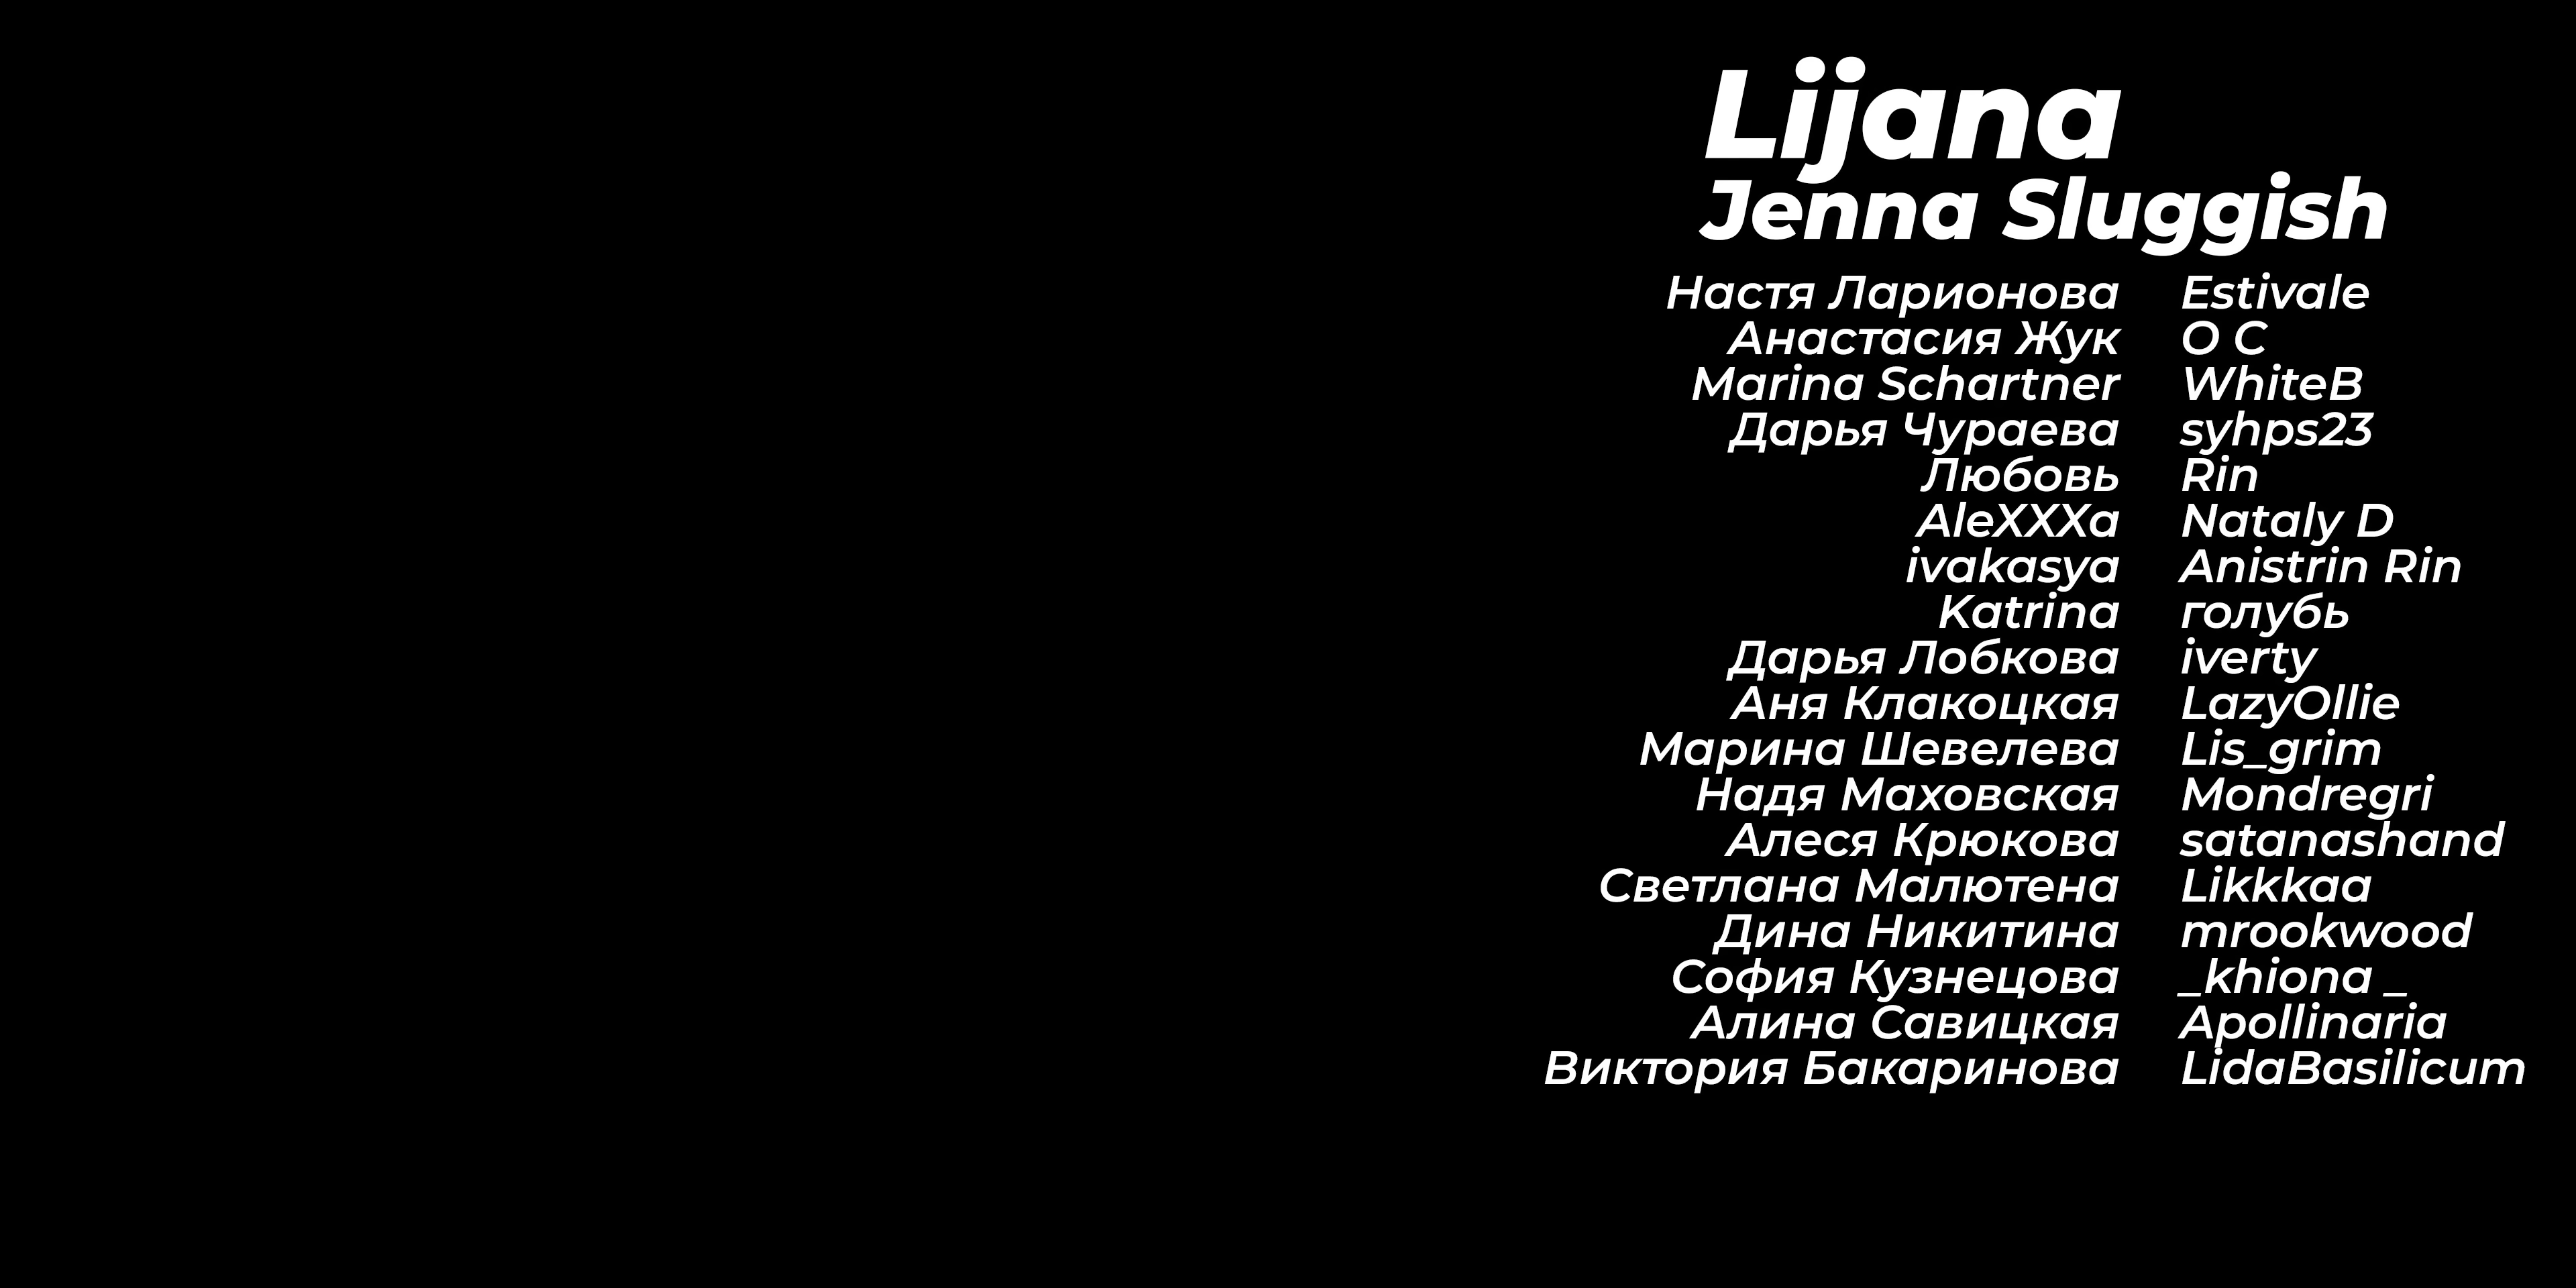 Lijana
Jenna Sluggish
Настя Ларионова Estivale
Анастасия Жук O C
Marina Schartner WhiteB
Дарья Чураева syhps23
Любовь Rin
AleXXXa Nataly D
ivakasya Anistrin Rin
Katrina голубь
Дарья Лобкова iverty
Аня Клакоцкая LazyOllie
Марина Шевелева Lis_grim
Надя Маховская Mondregri
Алеся Крюкова satanashand
Светлана Малютена Likkkaa
Дина Никитина mrookwood
София Кузнецова _khiona _
Алина Савицкая Apollinaria
Виктория Бакаринова LidaBasilicum